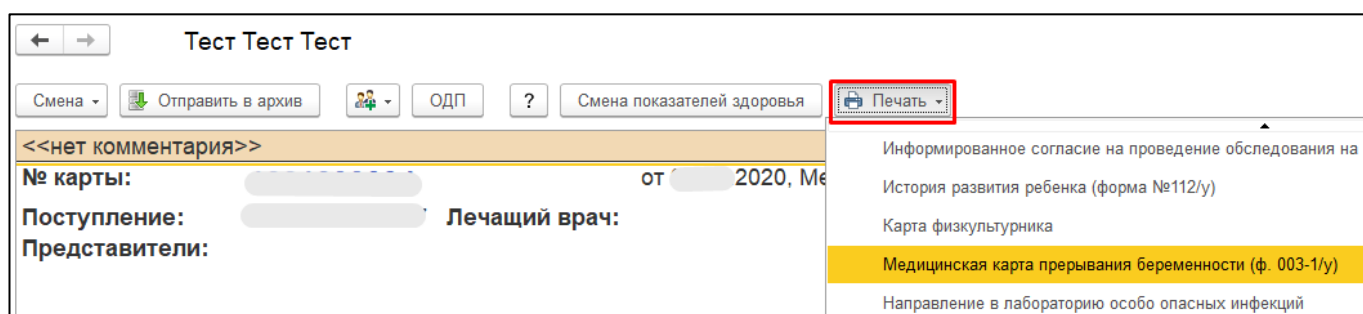 Тест Тест Тест
Смена Отправить в архив ОДП ? Смена показателей здоровья Печать
<<нет комментария>>
№ карты: от 2020, Ме
Поступление: Лечащий врач:
Представители:
Информированное согласие на проведение обследования на
История развития ребенка (форма №112/у)
Карта физкультурника
Медицинская карта прерывания беременности (ф. 003-1/у)
Направление в лабораторию особо опасных инфекций